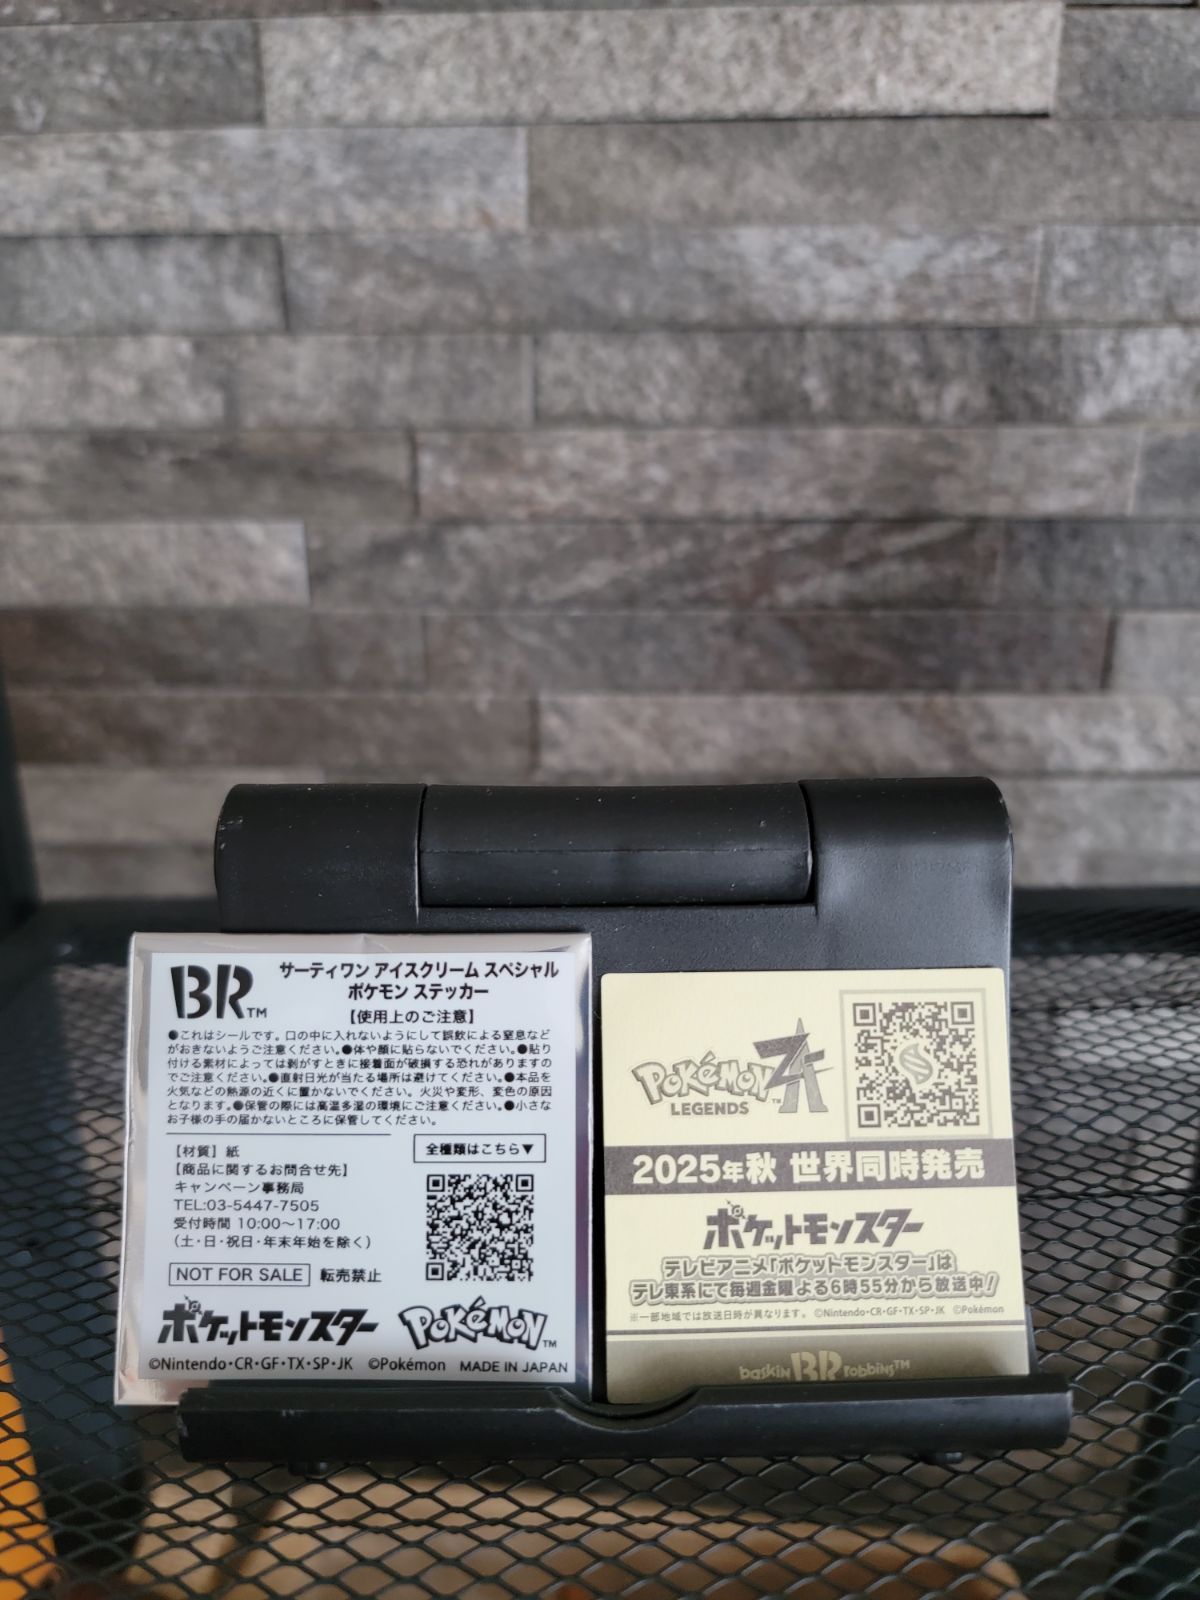 BR™
サーティワン アイスクリーム スペシャル
ポケモン ステッカー
【使用上のご注意】
●これはシールです。口の中に入れないようにして誤飲による窒息など
がおきないようご注意ください。●体や顔に貼らないでください。●貼り
付ける素材によっては剥がすときに接着面が破損する恐れがありますの
でご注意ください。●直射日光が当たる場所は避けてください。●本品を
火気などの熱源の近くに置かないでください。火災や変形、変色の原因
となります。●保管の際には高温多湿の環境にご注意ください。●小さな
お子様の手の届かないところに保管してください。
【材質】紙
【商品に関するお問合せ先】
キャンペーン事務局
TEL:03-5447-7505
受付時間 10:00〜17:00
(土・日・祝日・年末年始を除く)
全種類はこちら▼
NOT FOR SALE 転売禁止
ポケットモンスター POKéMON™
©Nintendo・CR・GF・TX・SP・JK ©Pokémon MADE IN JAPAN
POKéMON™ ZA
LEGENDS
2025年秋 世界同時発売
ポケットモンスター
テレビアニメ「ポケットモンスター」は
テレ東系にて毎週金曜 よる6時55分から放送中!
※一部地域では放送日時が異なります。 ©Nintendo・CR・GF・TX・SP・JK ©Pokémon
baskin BR robbins™